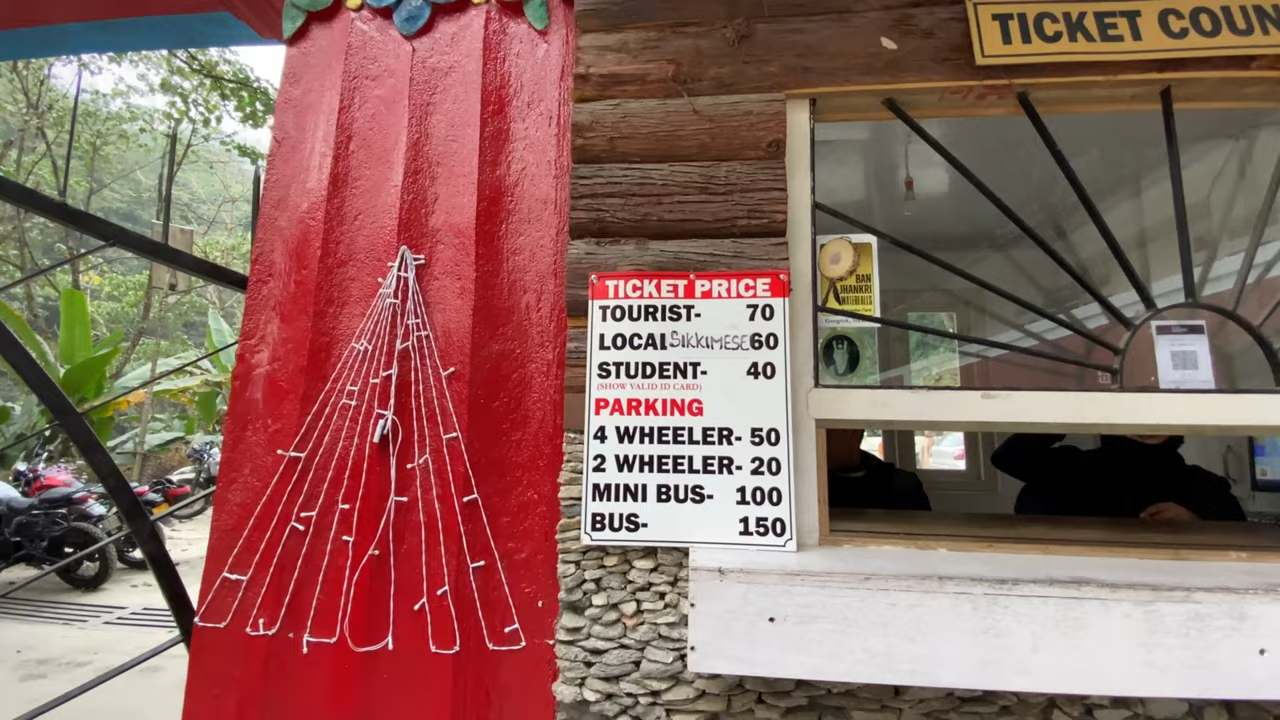 TICKET COUN
TICKET PRICE
TOURIST- 70
LOCAL SIKKIMESE 60
STUDENT- 40
(SHOW VALID ID CARD)
PARKING
4 WHEELER- 50
2 WHEELER- 20
MINI BUS- 100
BUS- 150
BAN
JHANKRI
WATERFALLS